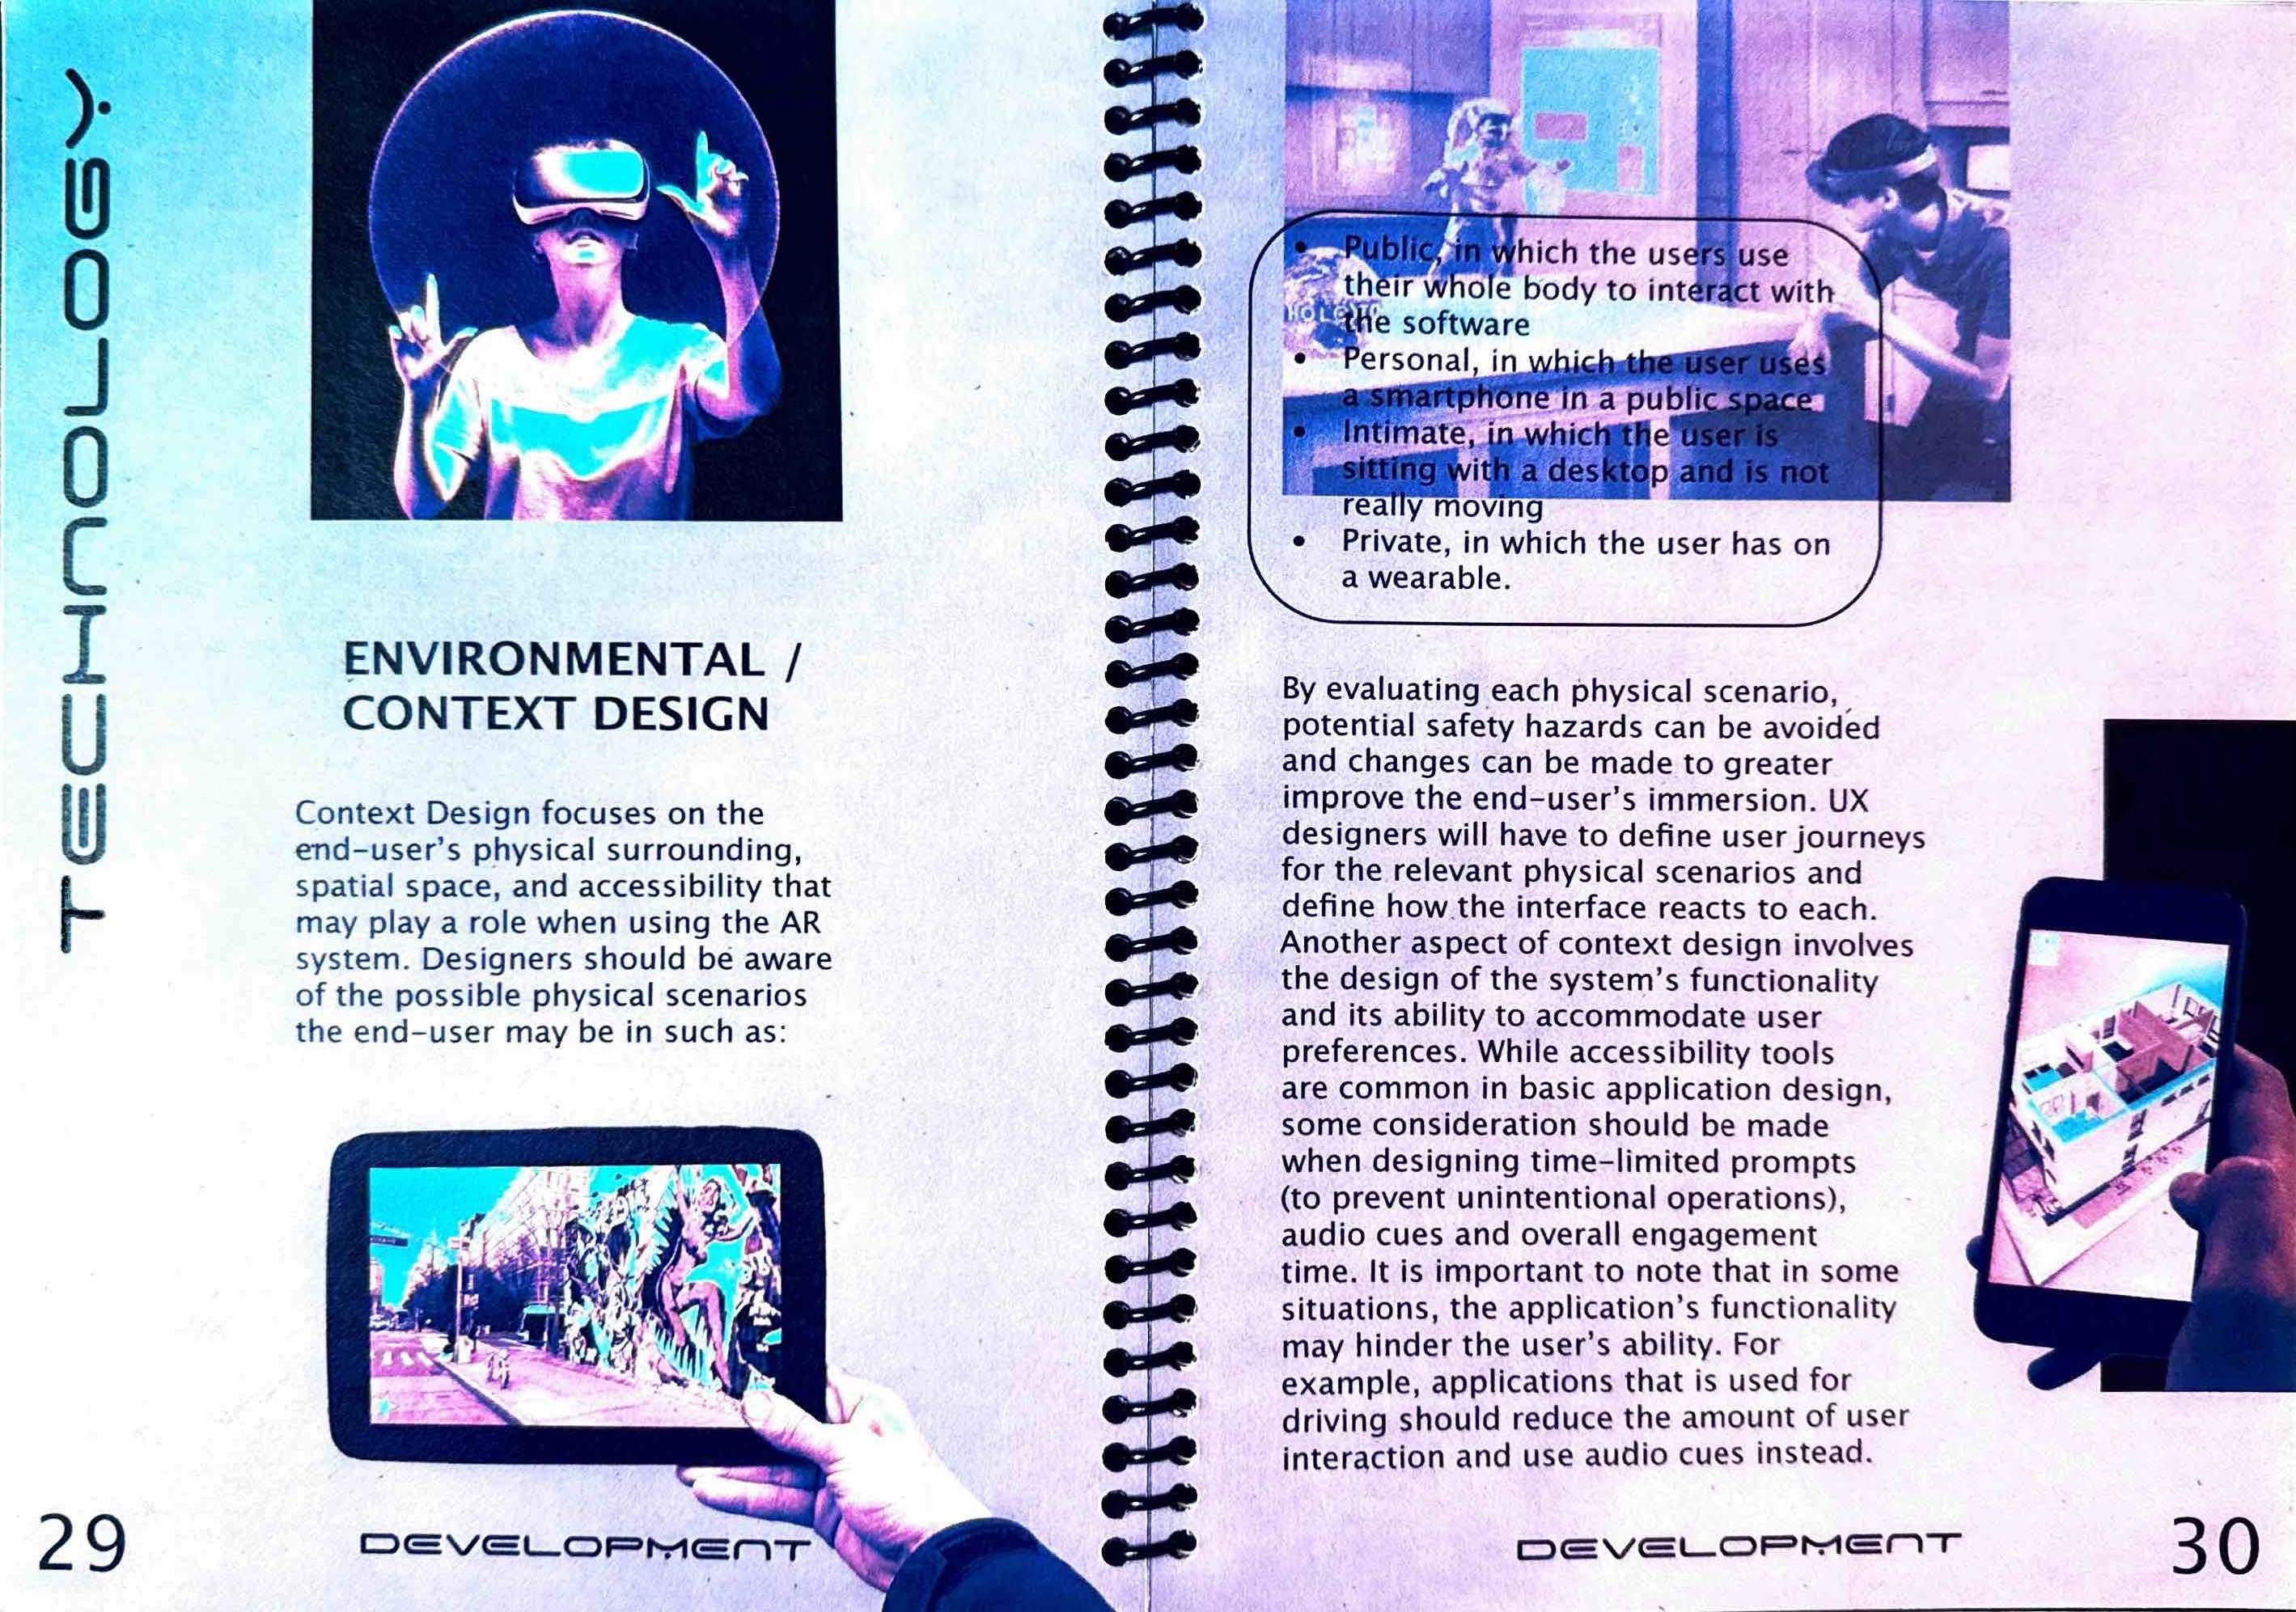 TECHNOLOGY
ENVIRONMENTAL /
CONTEXT DESIGN
Context Design focuses on the
end-user's physical surrounding,
spatial space, and accessibility that
may play a role when using the AR
system. Designers should be aware
of the possible physical scenarios
the end-user may be in such as:
29
DEVELOPMENT
HOLO
• Public, in which the users use
their whole body to interact with
the software
• Personal, in which the user uses
a smartphone in a public space
• Intimate, in which the user is
sitting with a desktop and is not
really moving
• Private, in which the user has on
a wearable.
By evaluating each physical scenario,
potential safety hazards can be avoided
and changes can be made to greater
improve the end-user's immersion. UX
designers will have to define user journeys
for the relevant physical scenarios and
define how the interface reacts to each.
Another aspect of context design involves
the design of the system's functionality
and its ability to accommodate user
preferences. While accessibility tools
are common in basic application design,
some consideration should be made
when designing time-limited prompts
(to prevent unintentional operations),
audio cues and overall engagement
time. It is important to note that in some
situations, the application's functionality
may hinder the user's ability. For
example, applications that is used for
driving should reduce the amount of user
interaction and use audio cues instead.
DEVELOPMENT
30